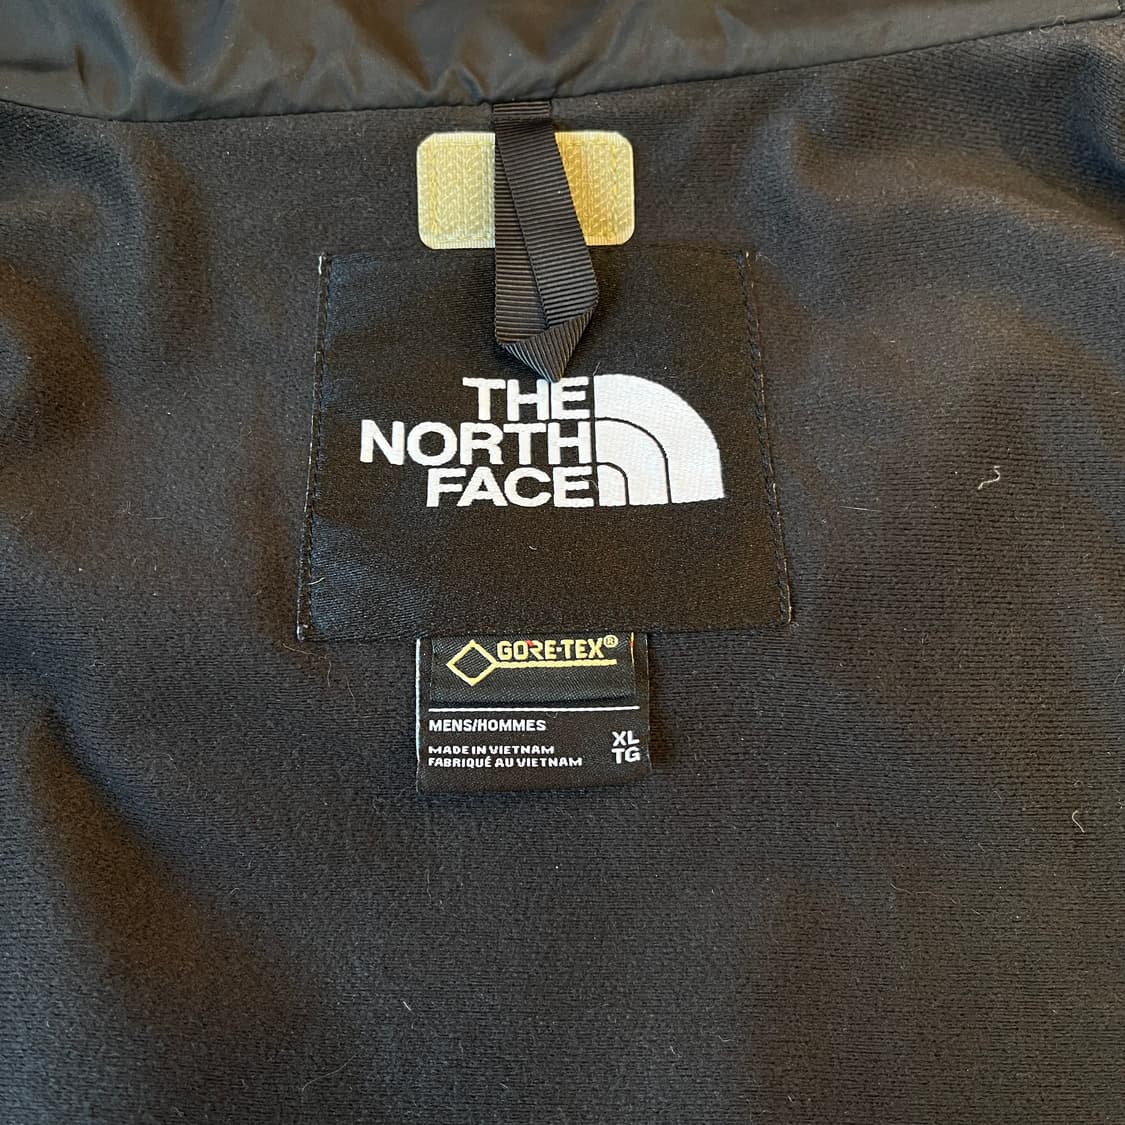 THE
NORTH
FACE
GORE-TEX®
MENS/HOMMES
MADE IN VIETNAM
FABRIQUÉ AU VIETNAM
XL
TG